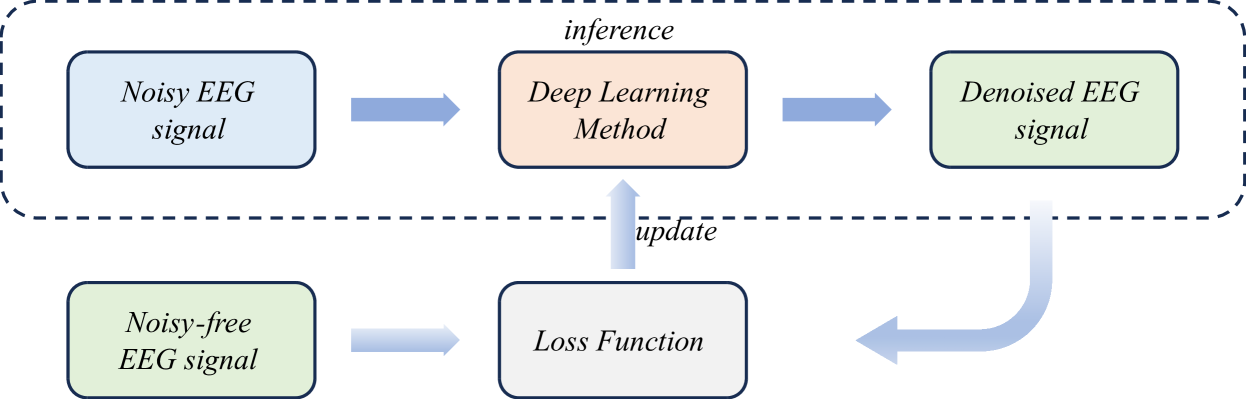 inference
Noisy EEG
signal
Deep Learning
Method
Denoised EEG
signal
update
Noisy-free
EEG signal
Loss Function